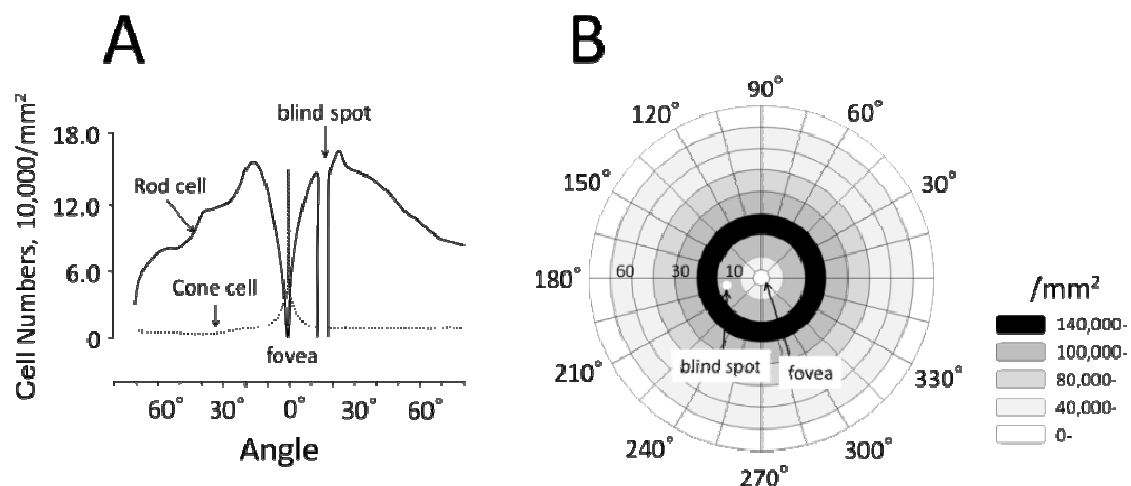 A
Cell Numbers, 10,000/mm²
18.0
12.0
6.0
0
blind spot
Rod cell
Cone cell
fovea
60° 30° 0° 30° 60°
Angle
B
90°
120° 60°
150° 30°
180° 60 30 10
blind spot
fovea
210° 330°
240° 300°
270°
/mm²
140,000-
100,000-
80,000-
40,000-
0-